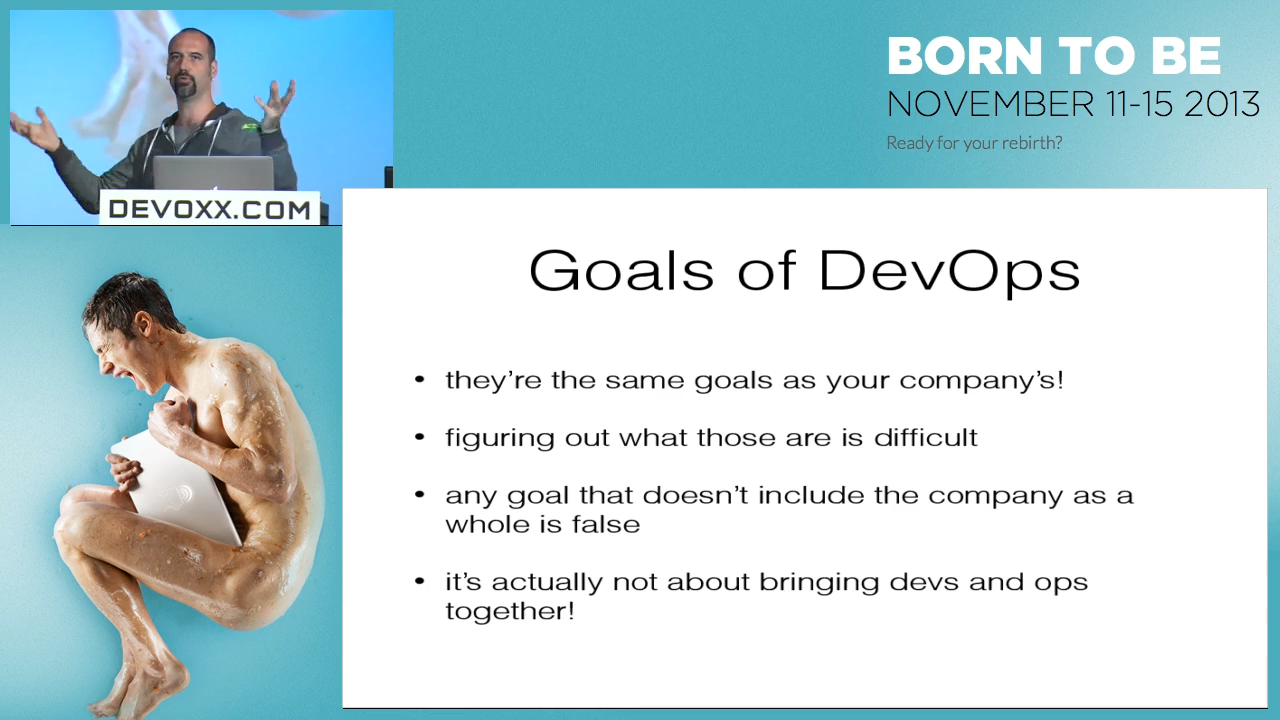 BORN TO BE
NOVEMBER 11-15 2013
Ready for your rebirth?
DEVOXX.COM
Goals of DevOps
• they're the same goals as your company's!
• figuring out what those are is difficult
• any goal that doesn't include the company as a
whole is false
• it's actually not about bringing devs and ops
together!